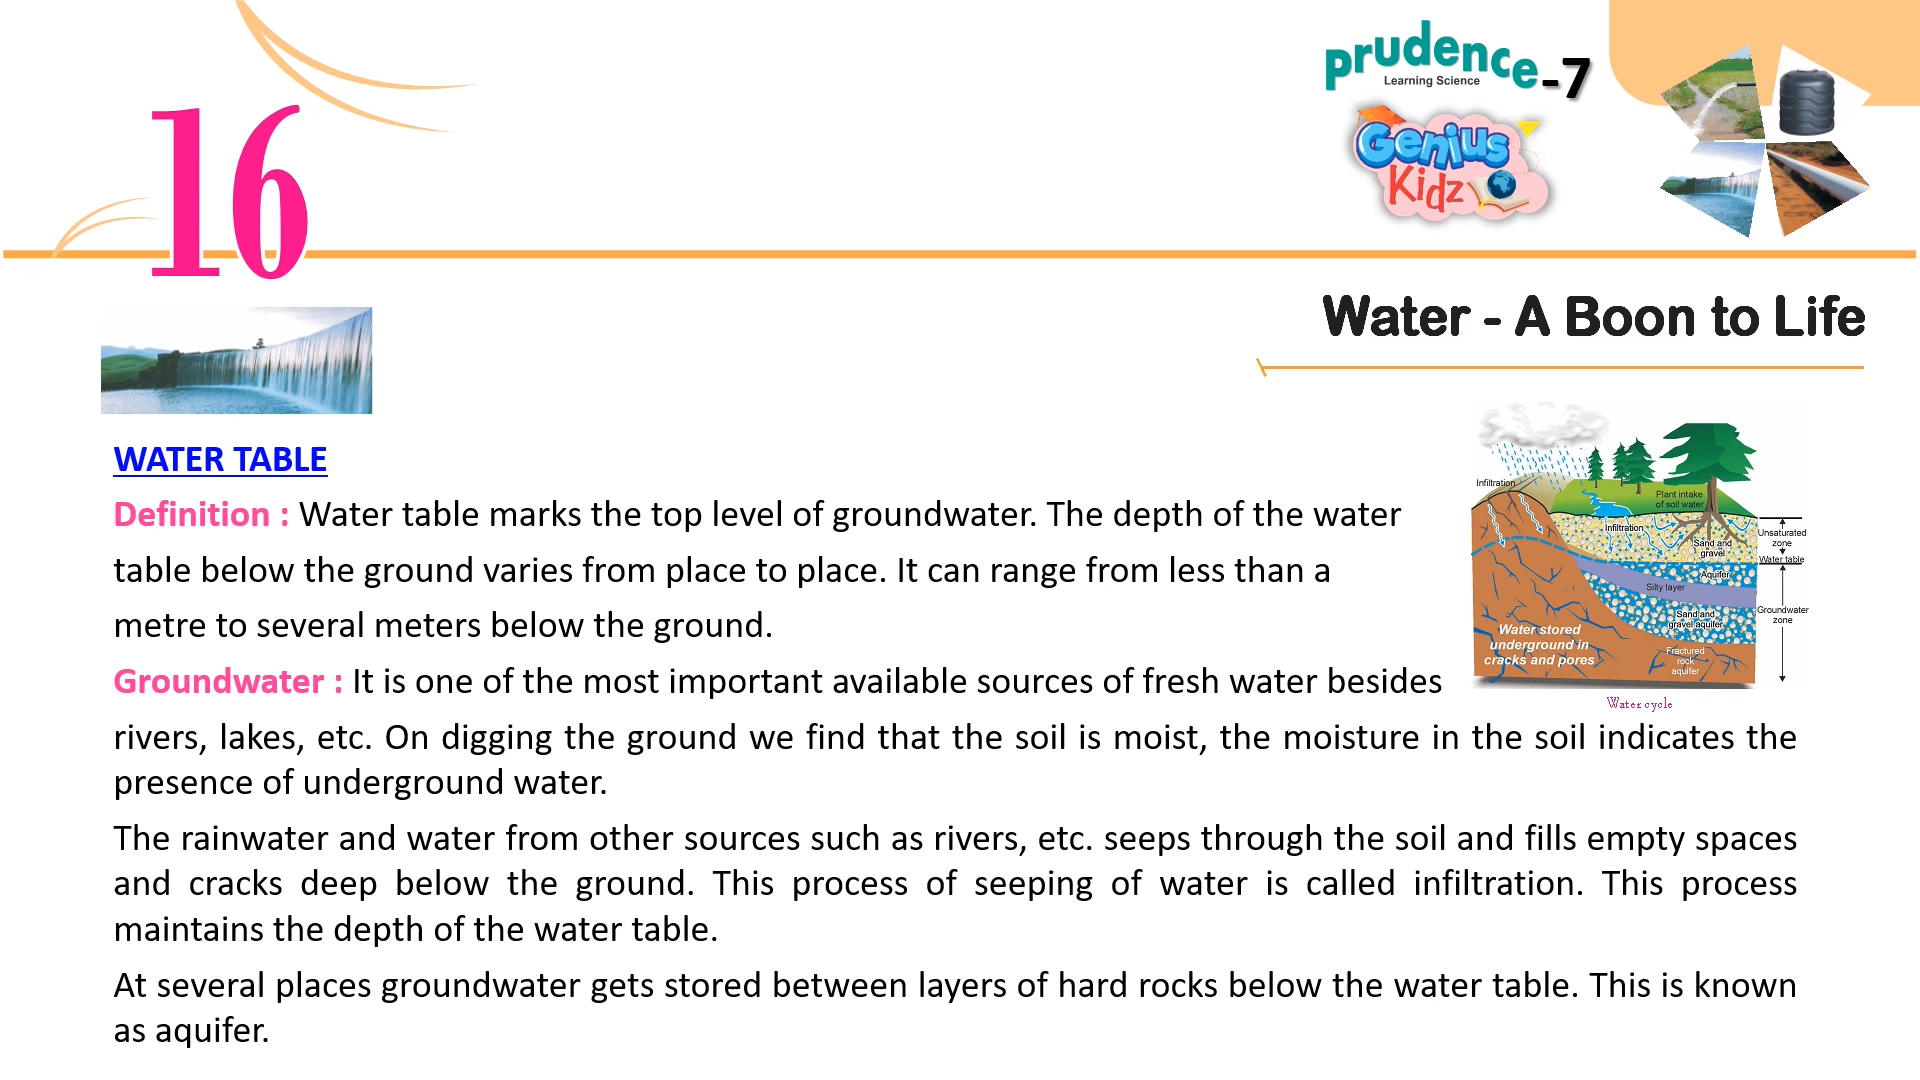 16
prudence
Learning Science
-7
Genius
Kidz
Water - A Boon to Life
WATER TABLE
Definition : Water table marks the top level of groundwater. The depth of the water
table below the ground varies from place to place. It can range from less than a
metre to several meters below the ground.
Groundwater : It is one of the most important available sources of fresh water besides
rivers, lakes, etc. On digging the ground we find that the soil is moist, the moisture in the soil indicates the
presence of underground water.
The rainwater and water from other sources such as rivers, etc. seeps through the soil and fills empty spaces
and cracks deep below the ground. This process of seeping of water is called infiltration. This process
maintains the depth of the water table.
At several places groundwater gets stored between layers of hard rocks below the water table. This is known
as aquifer.
Infiltration
Plant intake
of soil water
Infiltration
Sand and
gravel
Unsaturated
zone
Water table
Aquifer
Silty layer
Sand and
gravel aquifer
Groundwater
zone
Water stored
underground in
cracks and pores
Fractured
rock
aquifer
Water cycle